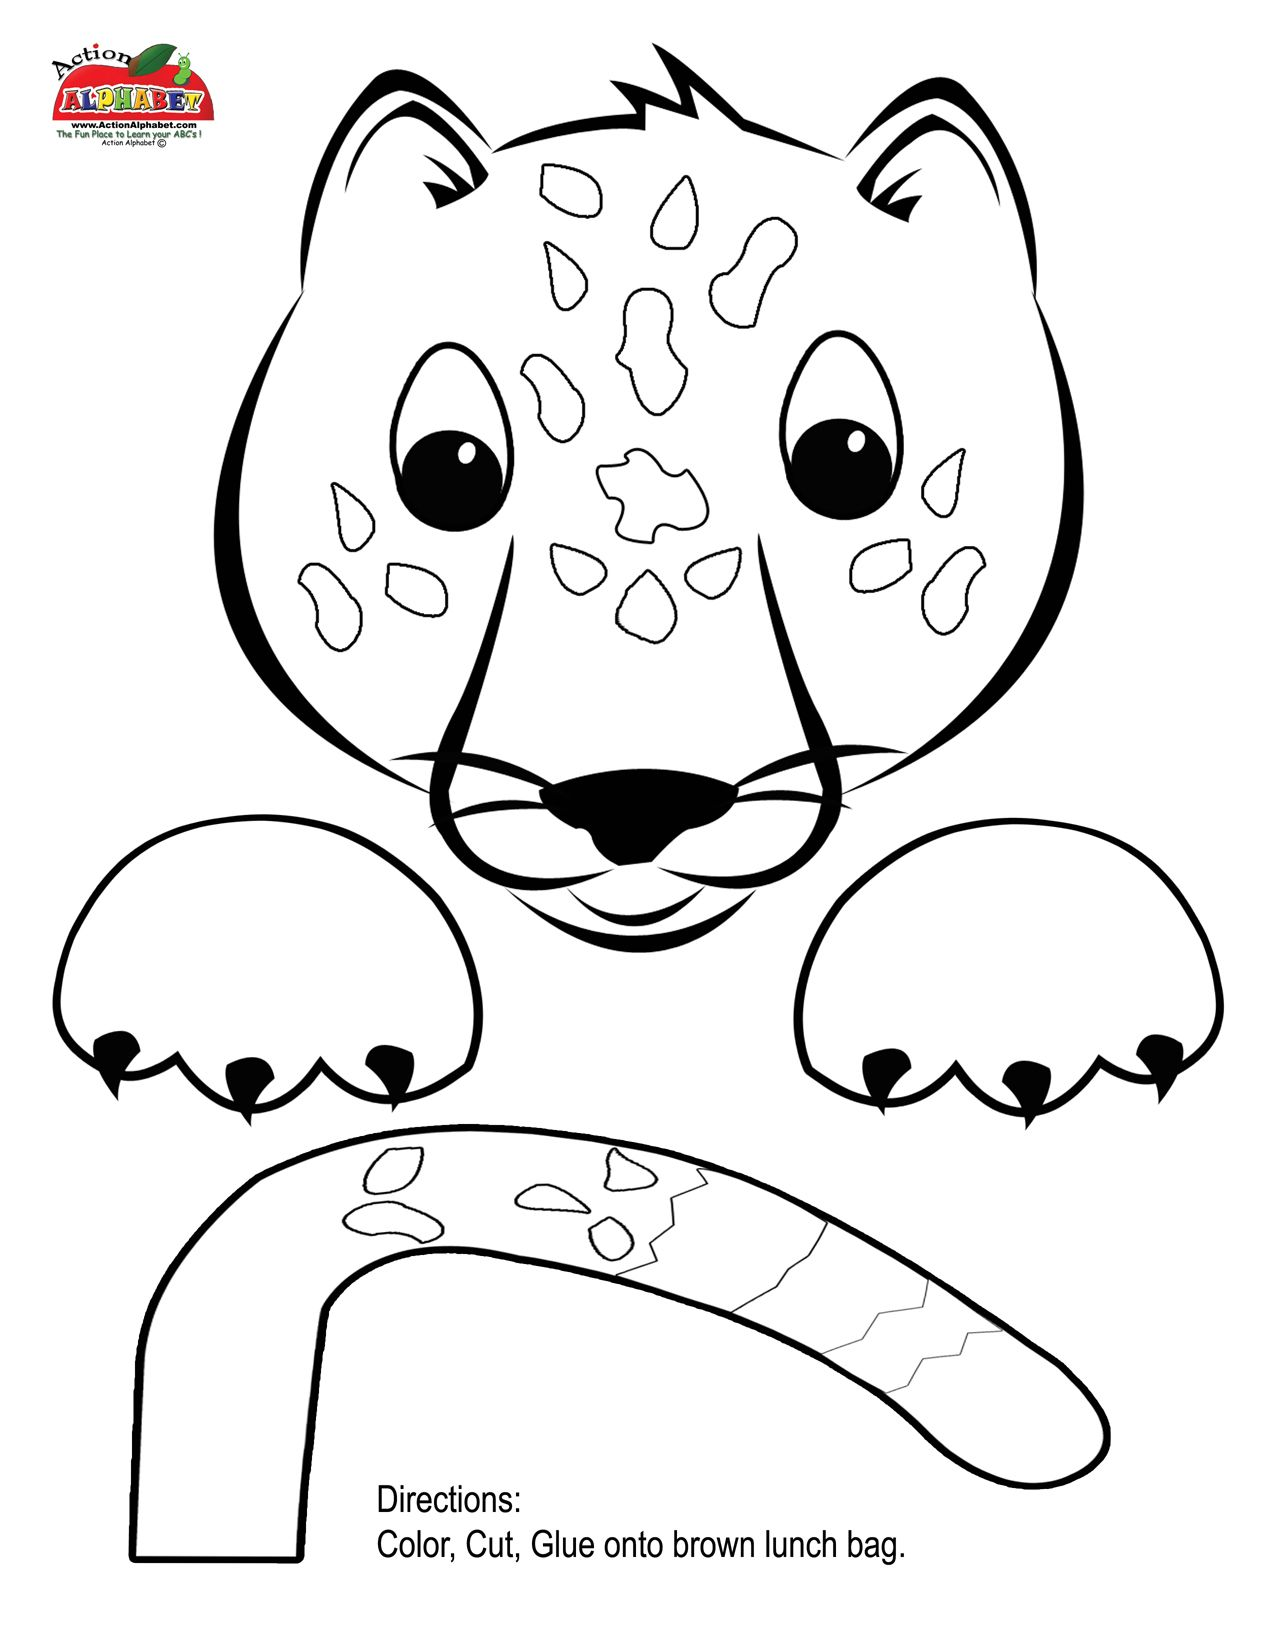 Action
ALPHABET
www.ActionAlphabet.com
The Fun Place to Learn your ABC's !
Action Alphabet ©
Directions:
Color, Cut, Glue onto brown lunch bag.